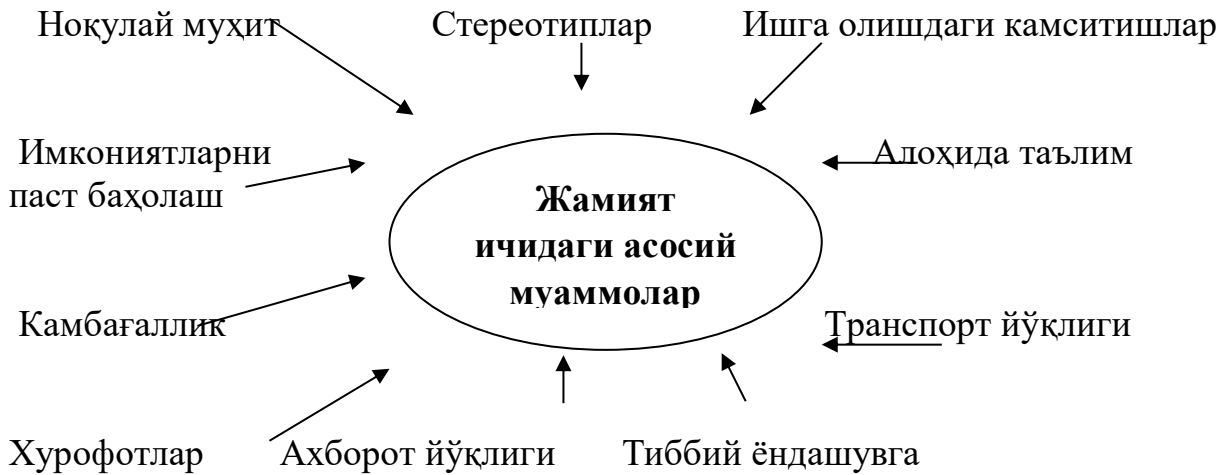 Ноқулай муҳит
Стереотиплар
Ишга олишдаги камситишлар
Имкониятларни
паст баҳолаш
Алоҳида таълим
Жамият
ичидаги асосий
муаммолар
Камбағаллик
Транспорт йўқлиги
Хурофотлар
Ахборот йўқлиги
Тиббий ёндашувга